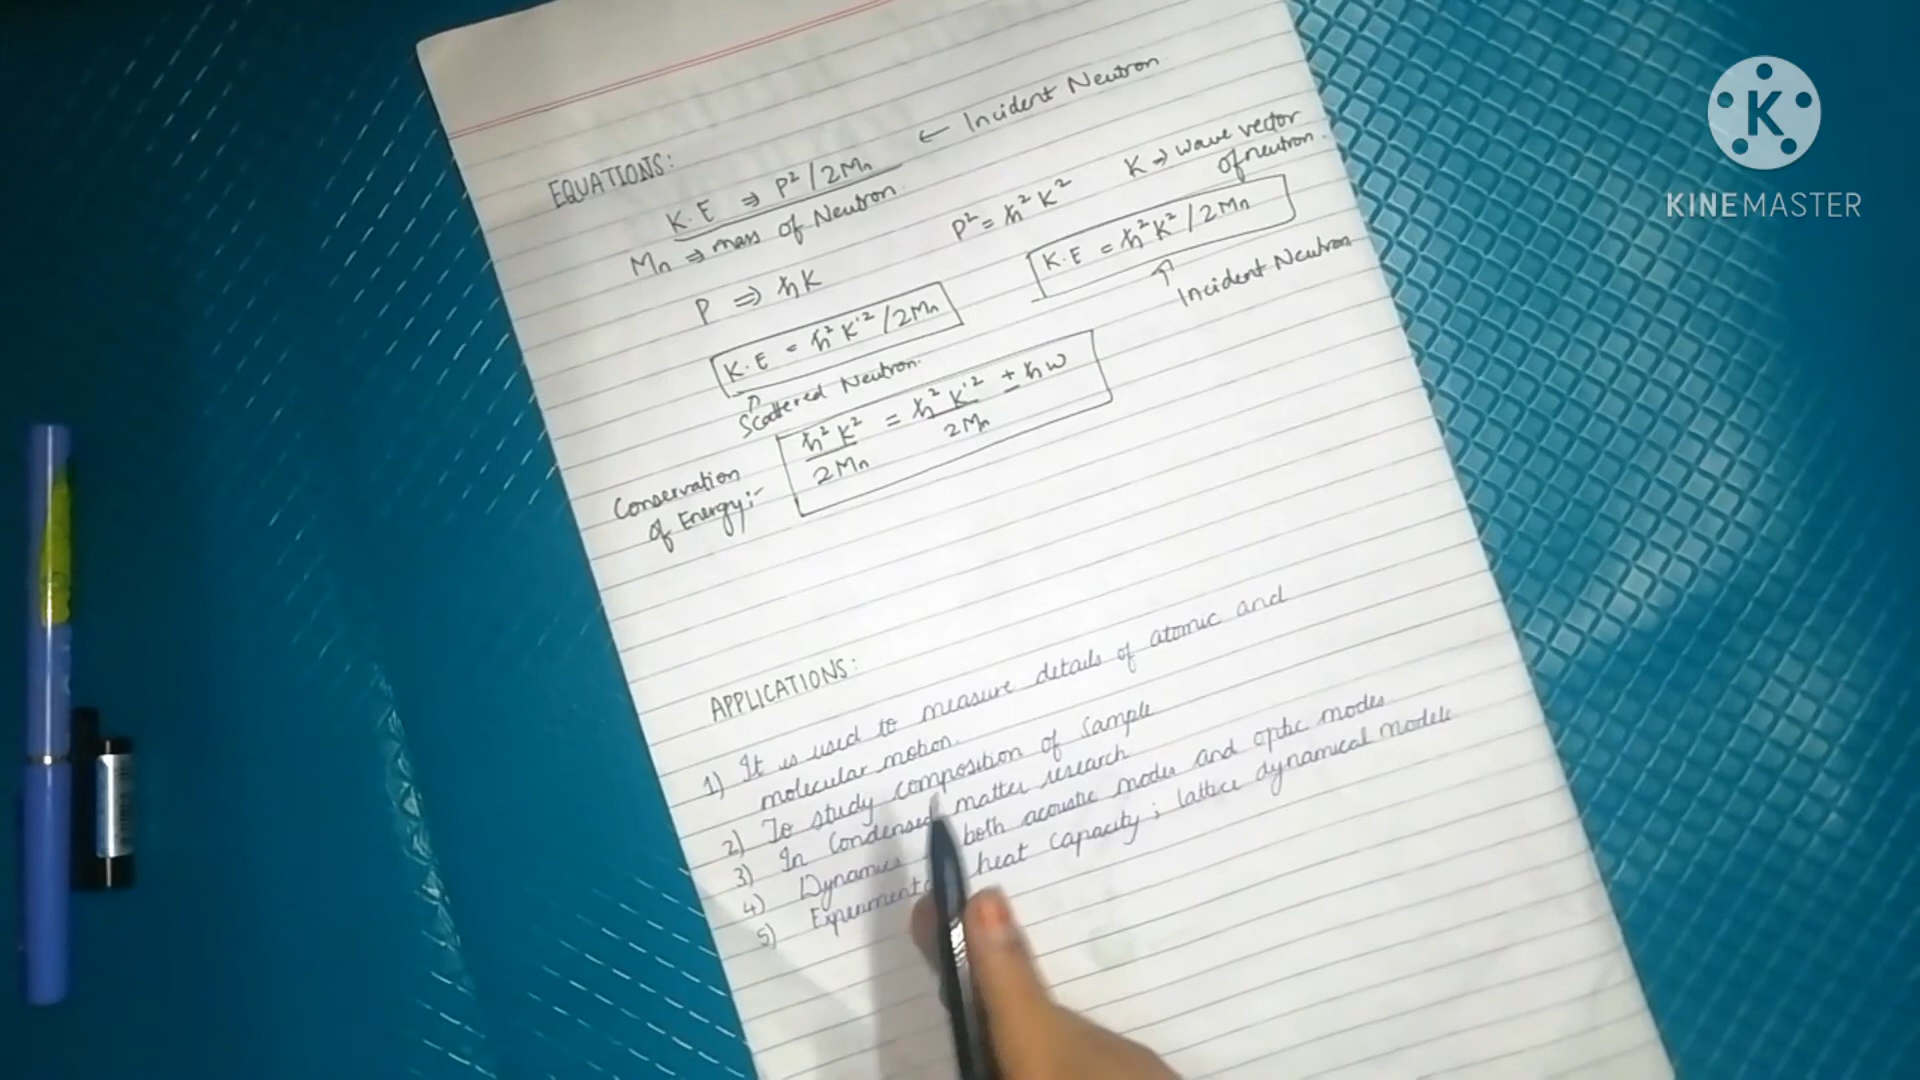 EQUATIONS:
K.E ⇒ P²/2Mn ← Incident Neutron
Mn ⇒ mass of Neutron.
P ⇒ ℏK
P² = ℏ²K²
K ⇒ wave vector
of neutron.
K.E = ℏ²K²/2Mn
Incident Neutron
K.E = ℏ²K'²/2Mn
Scattered Neutron.
Conservation
of Energy:-
ℏ²K²/2Mn = ℏ²K'²/2Mn ± ℏω
APPLICATIONS:
1) It is used to measure details of atomic and
molecular motion.
2) To study composition of Sample
3) In Condensed matter research
4) Dynamics both acoustic modes and optic modes
5) heat capacity; lattice dynamical models
K
KINEMASTER